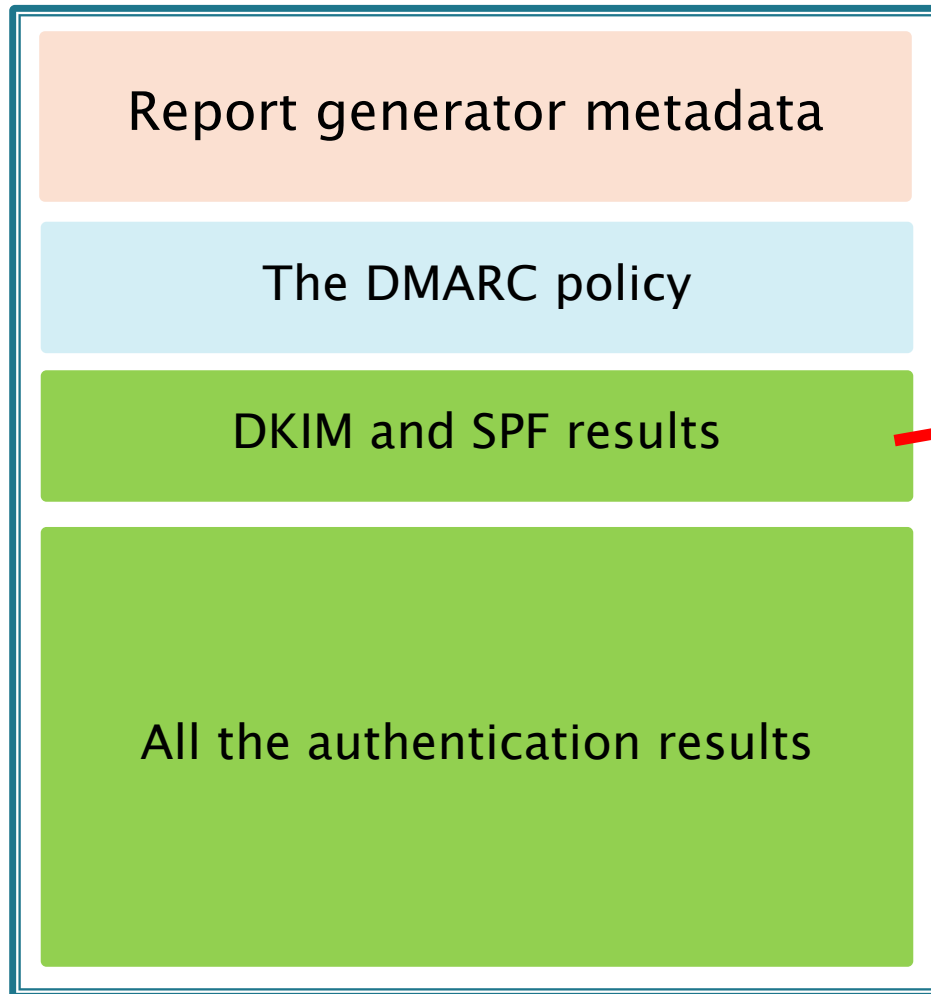 Report generator metadata
The DMARC policy
DKIM and SPF results
All the authentication results